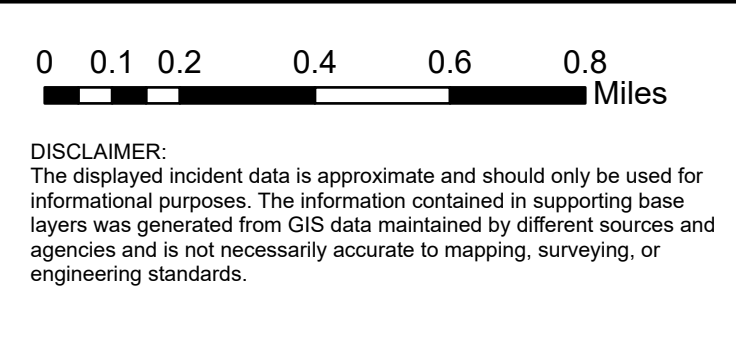 0 0.1 0.2 0.4 0.6 0.8
Miles
DISCLAIMER:
The displayed incident data is approximate and should only be used for
informational purposes. The information contained in supporting base
layers was generated from GIS data maintained by different sources and
agencies and is not necessarily accurate to mapping, surveying, or
engineering standards.